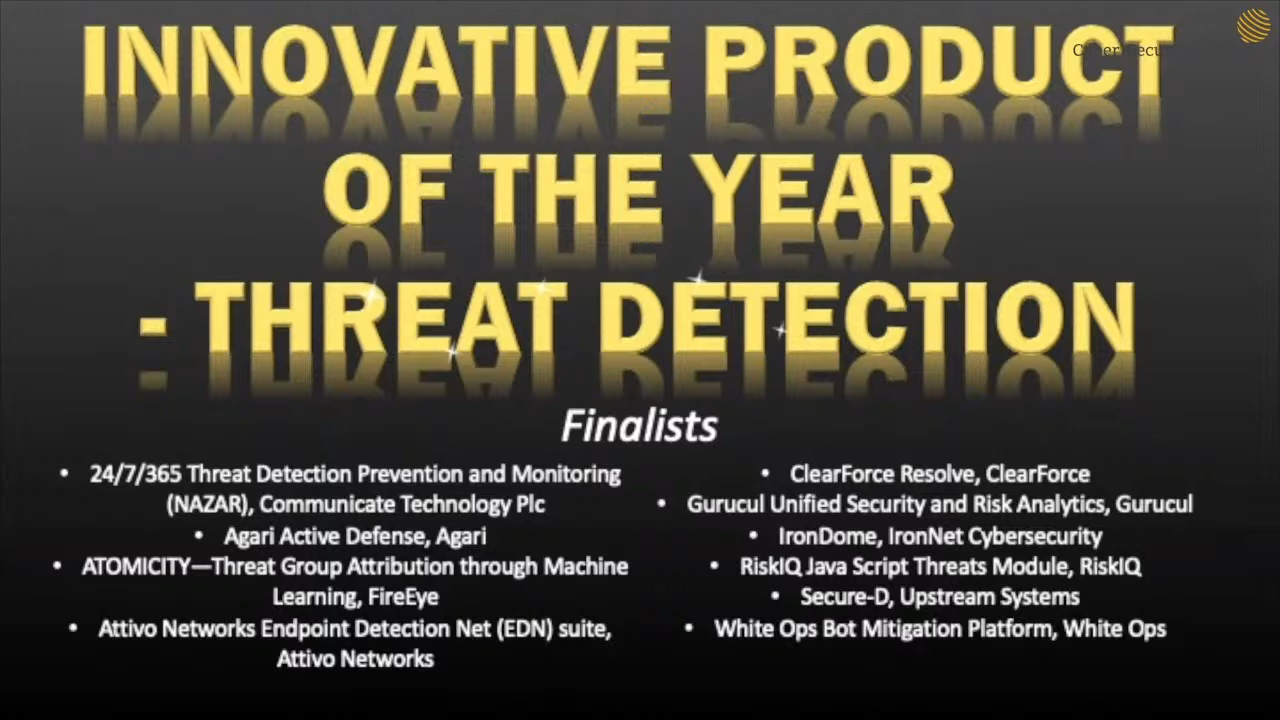 INNOVATIVE PRODUCT
OF THE YEAR
- THREAT DETECTION
Finalists
• 24/7/365 Threat Detection Prevention and Monitoring
(NAZAR), Communicate Technology Plc
• Agari Active Defense, Agari
• ATOMICITY—Threat Group Attribution through Machine
Learning, FireEye
• Attivo Networks Endpoint Detection Net (EDN) suite,
Attivo Networks
• ClearForce Resolve, ClearForce
• Gurucul Unified Security and Risk Analytics, Gurucul
• IronDome, IronNet Cybersecurity
• RiskIQ Java Script Threats Module, RiskIQ
• Secure-D, Upstream Systems
• White Ops Bot Mitigation Platform, White Ops